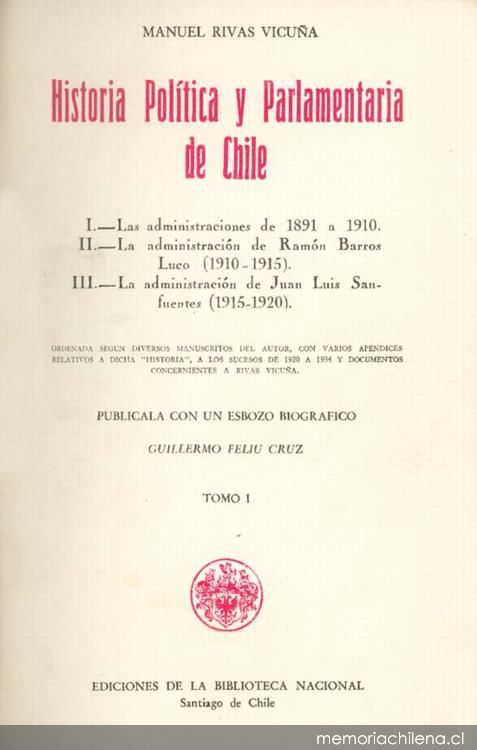 MANUEL RIVAS VICUÑA
Historia Política y Parlamentaria
de Chile
I.—Las administraciones de 1891 a 1910.
II.—La administración de Ramón Barros
Luco (1910-1915).
III.—La administración de Juan Luis San-
fuentes (1915-1920).
ORDENADA SEGUN DIVERSOS MANUSCRITOS DEL AUTOR, CON VARIOS APENDICES
RELATIVOS A DICHA "HISTORIA", A LOS SUCESOS DE 1920 A 1934 Y DOCUMENTOS
CONCERNIENTES A RIVAS VICUÑA.
PUBLICALA CON UN ESBOZO BIOGRAFICO
GUILLERMO FELIU CRUZ
TOMO I
EDICIONES DE LA BIBLIOTECA NACIONAL
Santiago de Chile
memoriachilena.cl